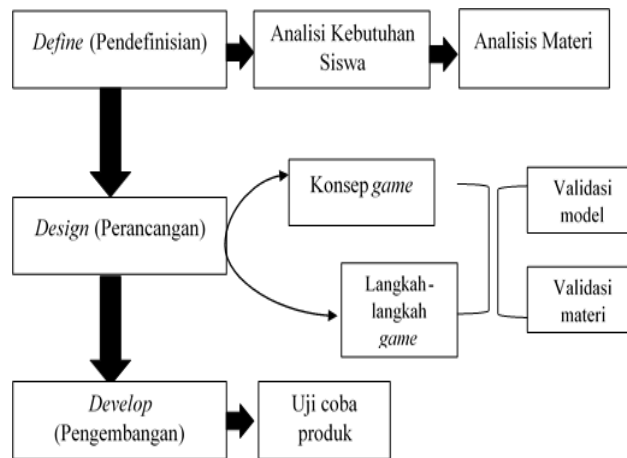 Define (Pendefinisian)
Analisi Kebutuhan
Siswa
Analisis Materi
Design (Perancangan)
Konsep game
Langkah-
langkah
game
Validasi
model
Validasi
materi
Develop
(Pengembangan)
Uji coba
produk